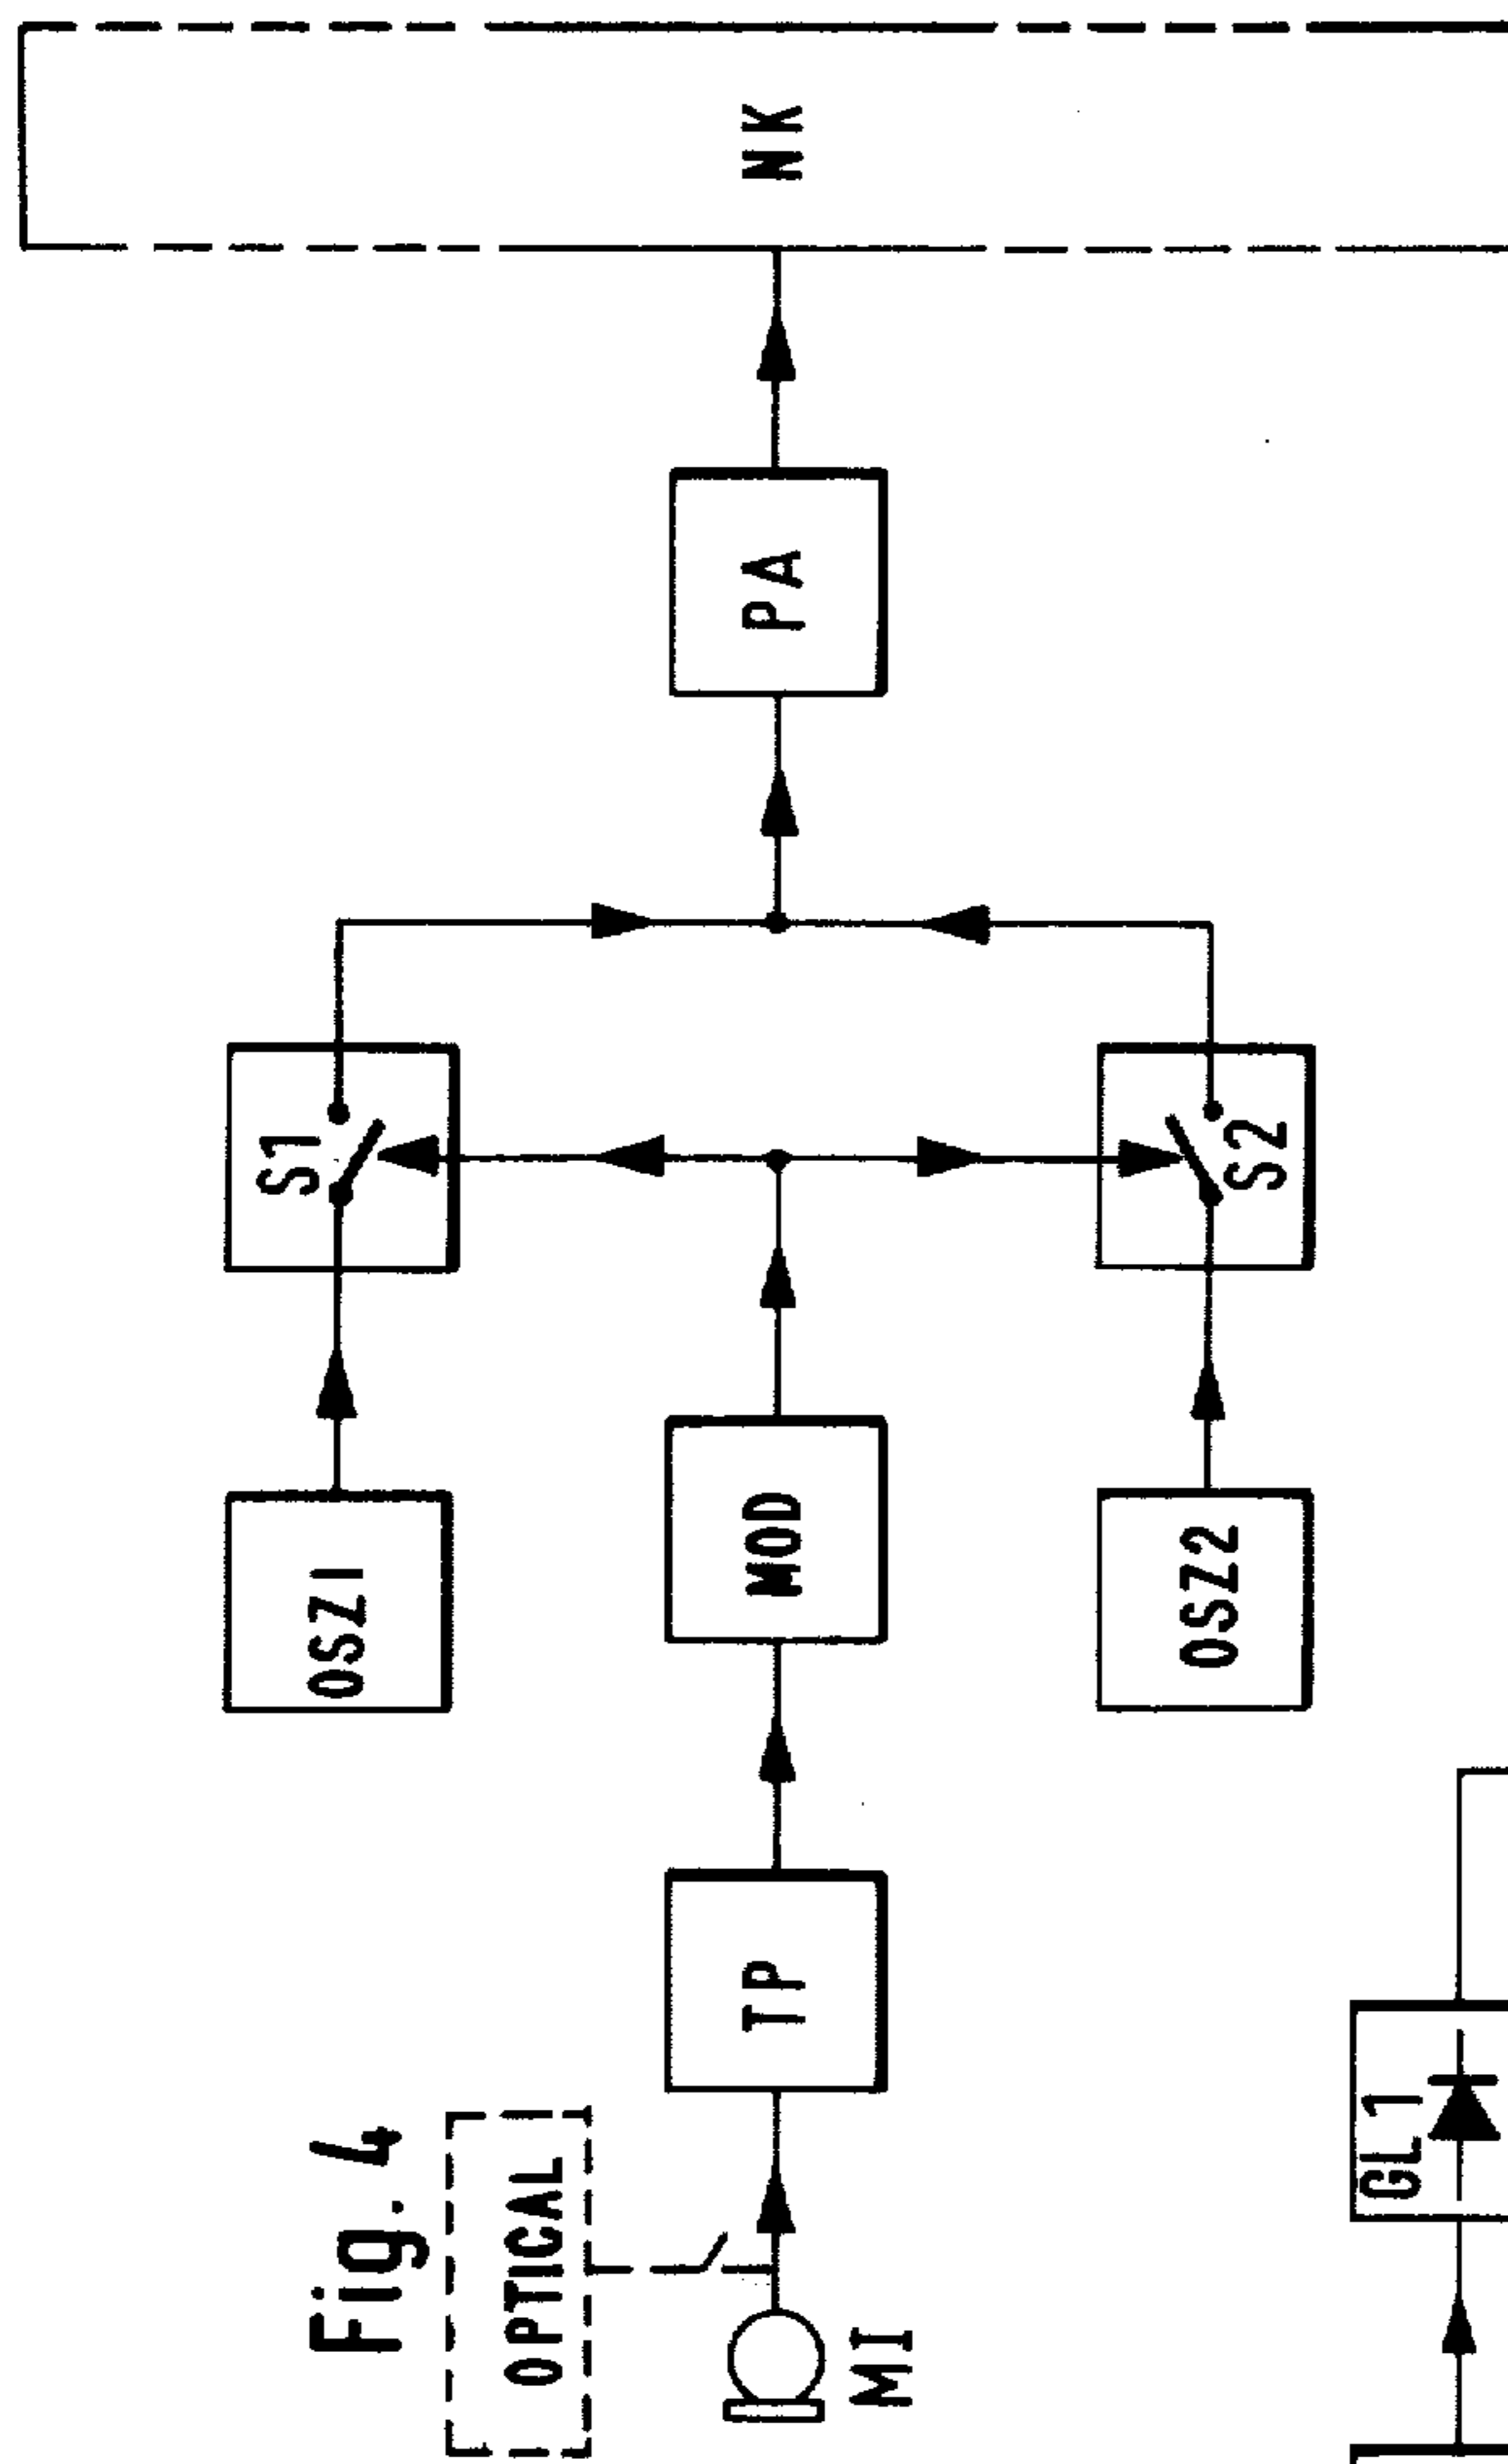 Fig. 4
OPTICAL
MI
TP
MOD
OSZ1
OSZ2
S1
S2
PA
NK
GL1